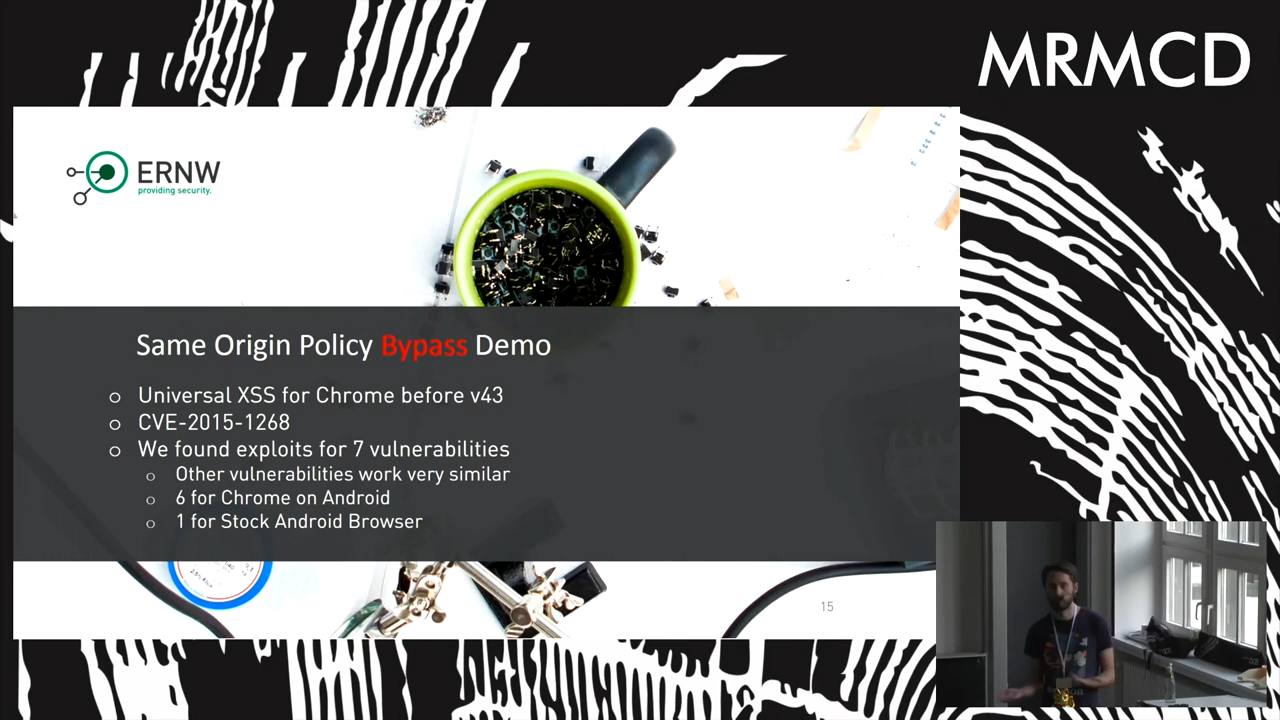 MRMCD
ERNW
providing security.
Same Origin Policy Bypass Demo
Universal XSS for Chrome before v43
CVE-2015-1268
We found exploits for 7 vulnerabilities
Other vulnerabilities work very similar
6 for Chrome on Android
1 for Stock Android Browser
15